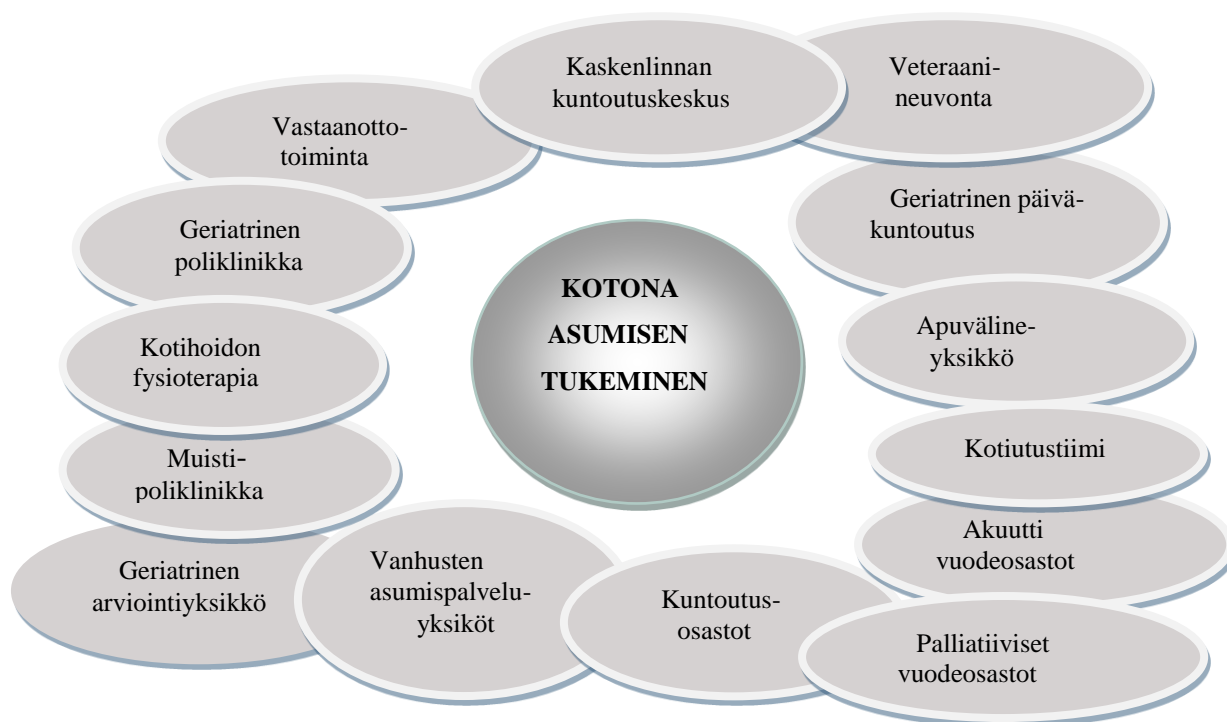 Kaskenlinnan
kuntoutuskeskus
Veteraani-
neuvonta
Vastaanotto-
toiminta
Geriatrinen päivä-
kuntoutus
Geriatrinen
poliklinikka
KOTONA
ASUMISEN
TUKEMINEN
Apuväline-
yksikkö
Kotihoidon
fysioterapia
Kotiutustiimi
Muisti-
poliklinikka
Akuutti
vuodeosastot
Geriatrinen
arviointiyksikkö
Vanhusten
asumispalvelu-
yksiköt
Kuntoutus-
osastot
Palliatiiviset
vuodeosastot